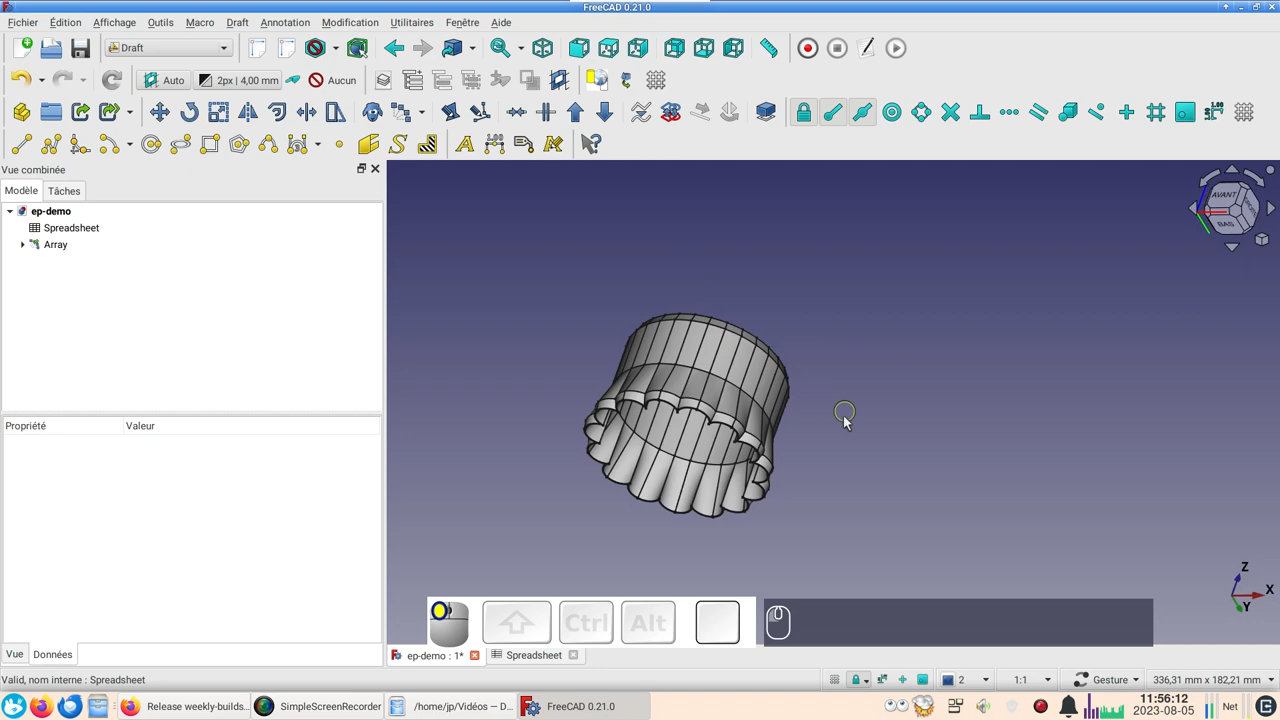 FreeCAD 0.21.0
Fichier Édition Affichage Outils Macro Draft Annotation Modification Utilitaires Fenêtre Aide
Draft
Auto 2px | 4,00 mm Aucun
Vue combinée
Modèle Tâches
ep-demo
Spreadsheet
Array
Propriété Valeur
AVANT
BAS
Z
X
Y
Ctrl Alt
Vue Données
ep-demo : 1* Spreadsheet
Valid, nom interne : Spreadsheet 2 1:1 Gesture 336,31 mm x 182,21 mm
Release weekly-builds... SimpleScreenRecorder /home/jp/Vidéos — D... FreeCAD 0.21.0 11:56:12 Net
2023-08-05